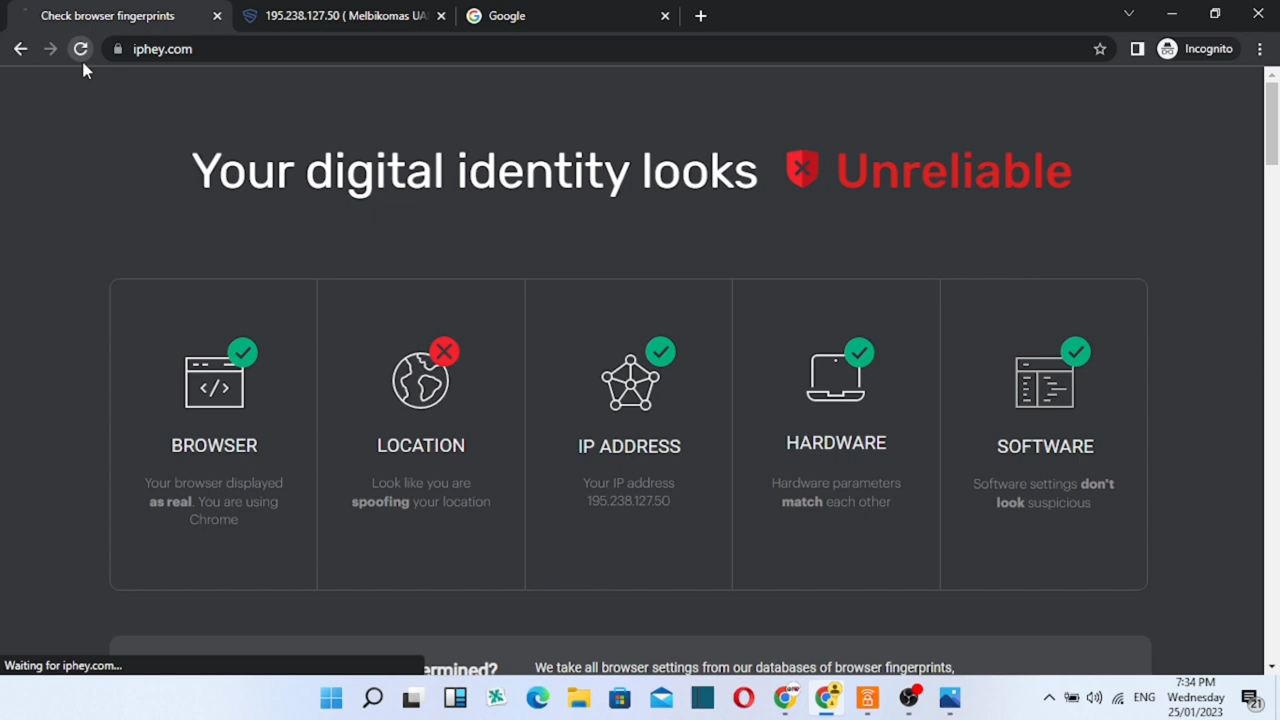 Check browser fingerprints
195.238.127.50 ( Melbikomas UA
Google
iphey.com
Incognito
Your digital identity looks Unreliable
BROWSER
Your browser displayed
as real. You are using
Chrome
LOCATION
Look like you are
spoofing your location
IP ADDRESS
Your IP address
195.238.127.50
HARDWARE
Hardware parameters
match each other
SOFTWARE
Software settings don't
look suspicious
ermined?
We take all browser settings from our databases of browser fingerprints,
Waiting for iphey.com...
ENG
7:34 PM
Wednesday
25/01/2023
21